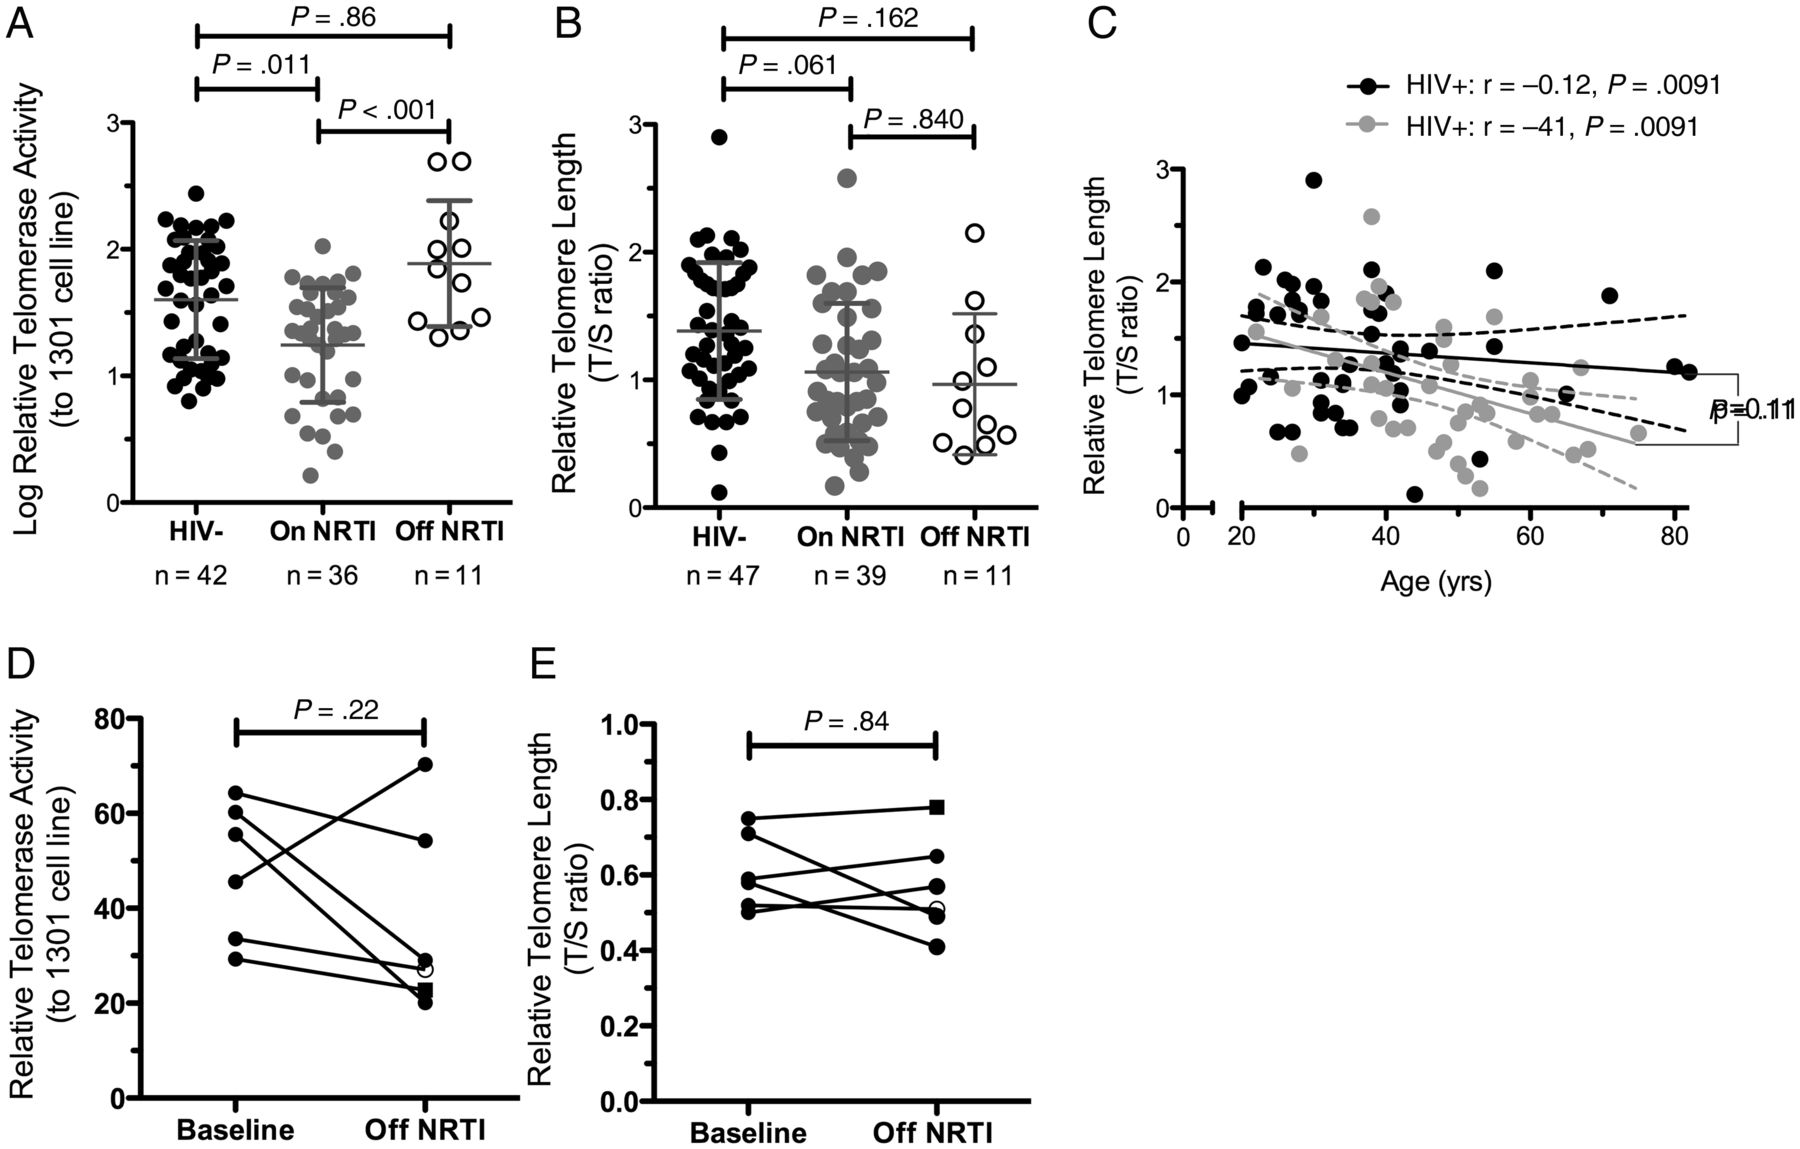 A
P = .86
P = .011
P < .001
Log Relative Telomerase Activity
(to 1301 cell line)
3
2
1
0
HIV-
On NRTI
Off NRTI
n = 42
n = 36
n = 11
B
P = .162
P = .061
P = .840
Relative Telomere Length
(T/S ratio)
3
2
1
0
HIV-
On NRTI
Off NRTI
n = 47
n = 39
n = 11
C
HIV+: r = –0.12, P = .0091
HIV+: r = –41, P = .0091
Relative Telomere Length
(T/S ratio)
3
2
1
0
0
20
40
60
80
Age (yrs)
D
P = .22
Relative Telomerase Activity
(to 1301 cell line)
80
60
40
20
0
Baseline
Off NRTI
E
P = .84
Relative Telomere Length
(T/S ratio)
1.0
0.8
0.6
0.4
0.2
0.0
Baseline
Off NRTI